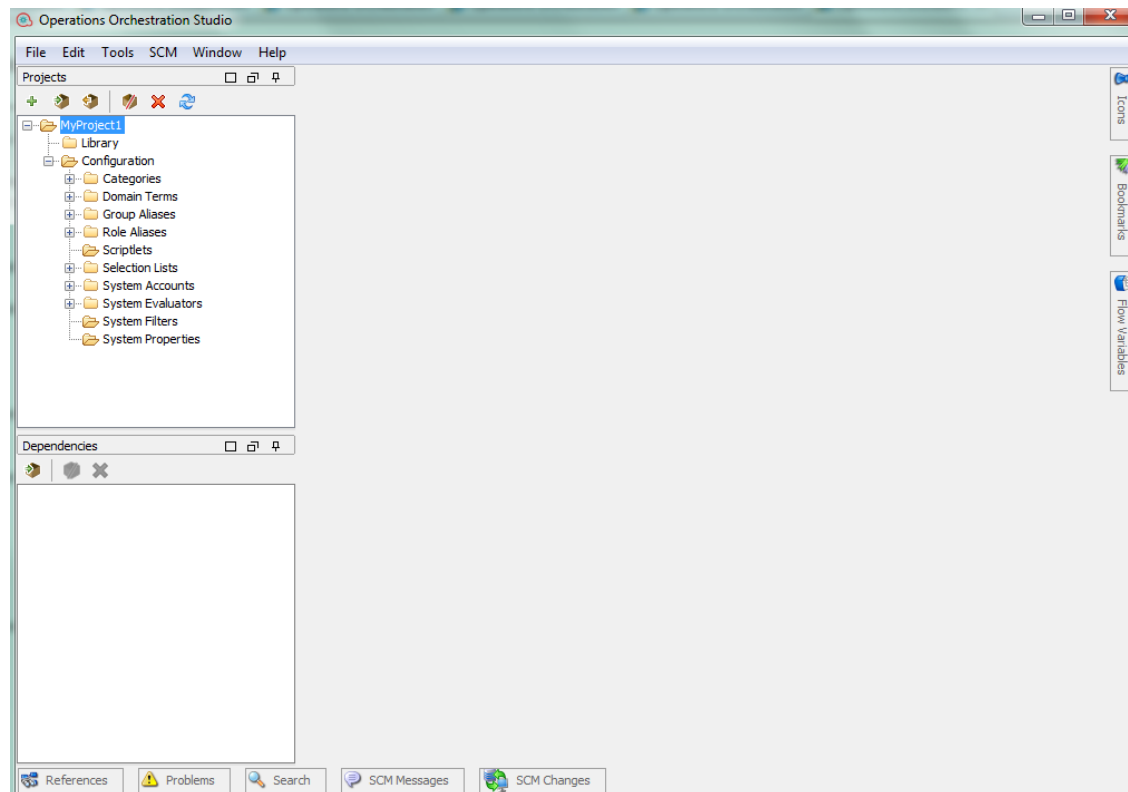 Operations Orchestration Studio
File Edit Tools SCM Window Help
Projects
MyProject1
Library
Configuration
Categories
Domain Terms
Group Aliases
Role Aliases
Scriptlets
Selection Lists
System Accounts
System Evaluators
System Filters
System Properties
Dependencies
Icons
Bookmarks
Flow Variables
References Problems Search SCM Messages SCM Changes